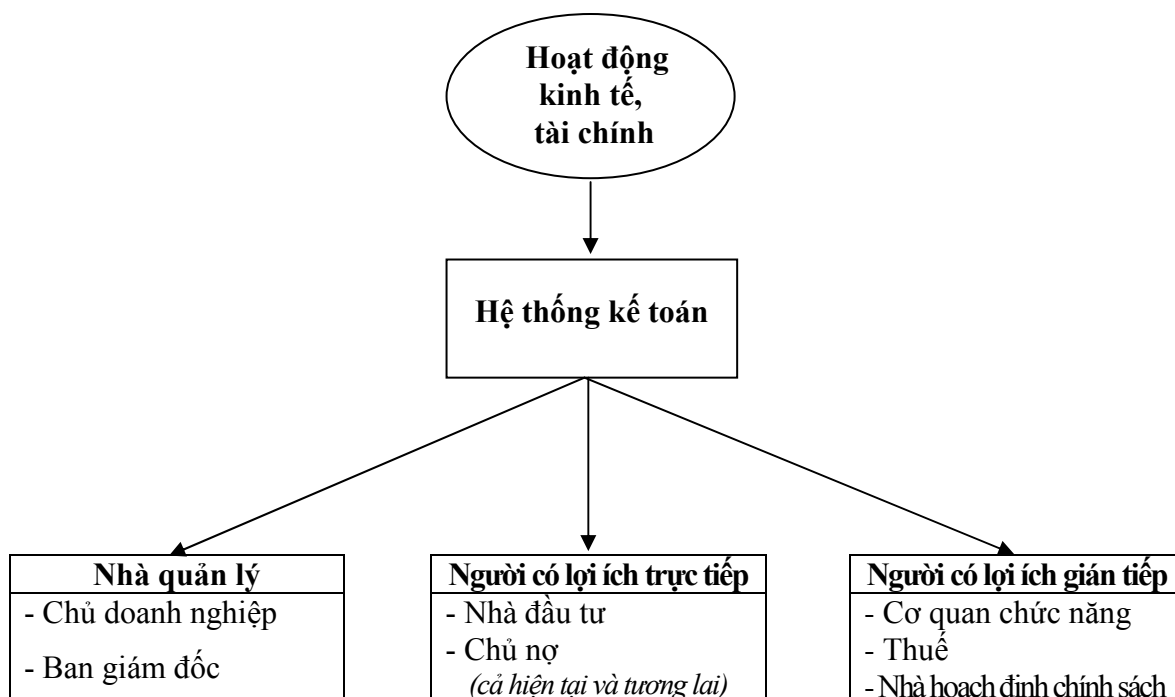 Hoạt động
kinh tế,
tài chính
Hệ thống kế toán
Nhà quản lý
- Chủ doanh nghiệp
- Ban giám đốc
Người có lợi ích trực tiếp
- Nhà đầu tư
- Chủ nợ
(cả hiện tại và tương lai)
Người có lợi ích gián tiếp
- Cơ quan chức năng
- Thuế
- Nhà hoạch định chính sách